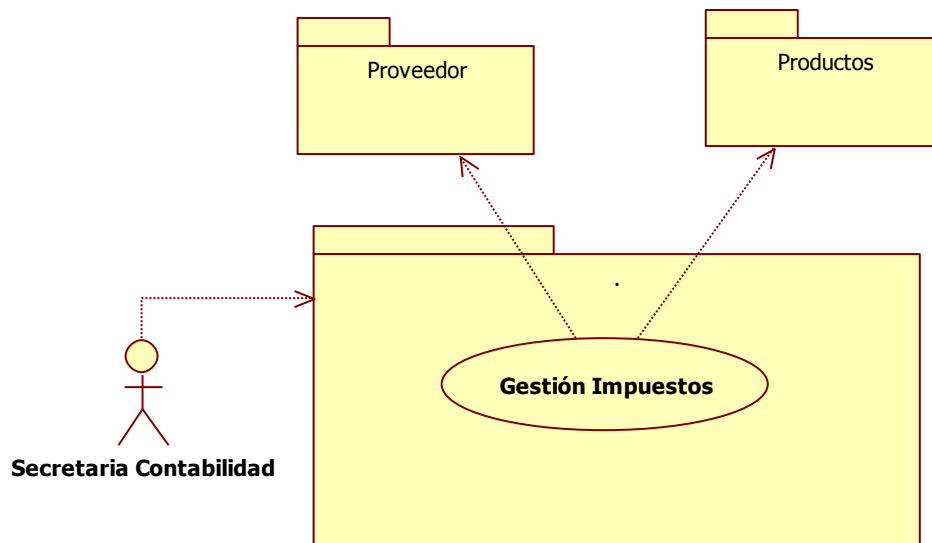 Proveedor
Productos
.
Gestión Impuestos
Secretaria Contabilidad